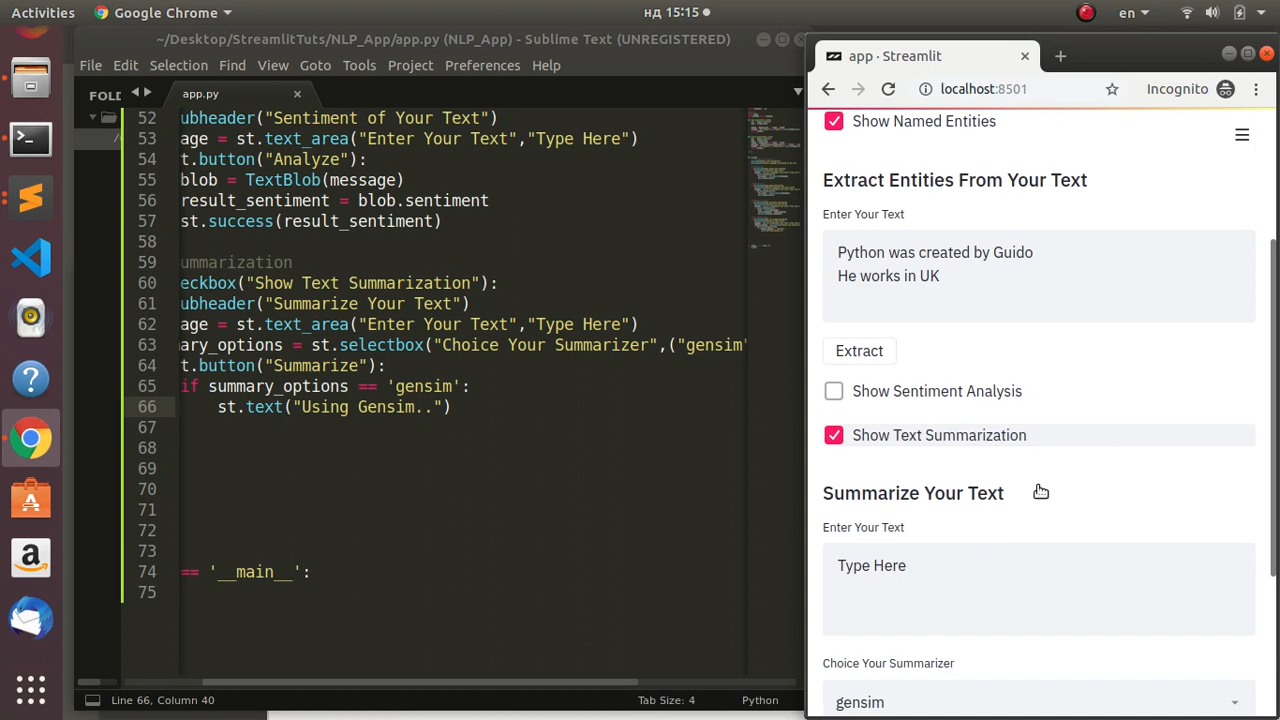 Activities
Google Chrome
нд 15:15
en
~/Desktop/StreamlitTuts/NLP_App/app.py (NLP_App) - Sublime Text (UNREGISTERED)
File Edit Selection Find View Goto Tools Project Preferences Help
FOLD
app.py
52 ubheader("Sentiment of Your Text")
53 age = st.text_area("Enter Your Text","Type Here")
54 t.button("Analyze"):
55 blob = TextBlob(message)
56 result_sentiment = blob.sentiment
57 st.success(result_sentiment)
58
59 ummarization
60 eckbox("Show Text Summarization"):
61 ubheader("Summarize Your Text")
62 age = st.text_area("Enter Your Text","Type Here")
63 ary_options = st.selectbox("Choice Your Summarizer",("gensim"
64 t.button("Summarize"):
65 if summary_options == 'gensim':
66 st.text("Using Gensim..")
67
68
69
70
71
72
73
74 == '__main__':
75
Line 66, Column 40
Tab Size: 4
Python
app · Streamlit
localhost:8501
Incognito
Show Named Entities
Extract Entities From Your Text
Enter Your Text
Python was created by Guido
He works in UK
Extract
Show Sentiment Analysis
Show Text Summarization
Summarize Your Text
Enter Your Text
Type Here
Choice Your Summarizer
gensim